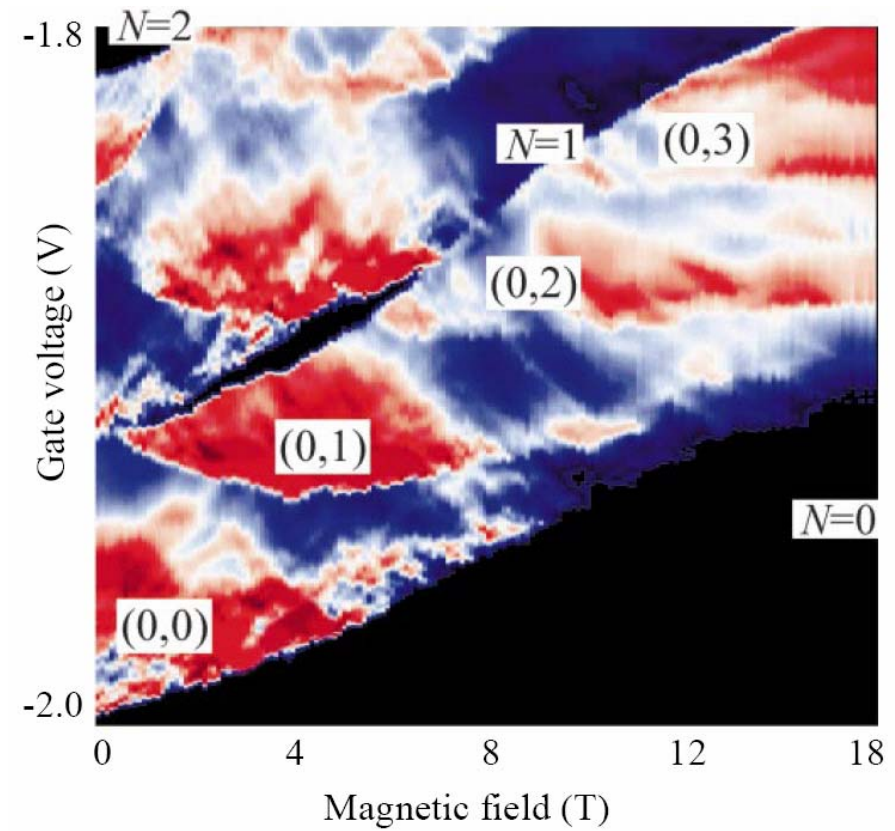 -1.8
N=2
N=1
(0,3)
(0,2)
Gate voltage (V)
(0,1)
N=0
(0,0)
-2.0
0 4 8 12 18
Magnetic field (T)